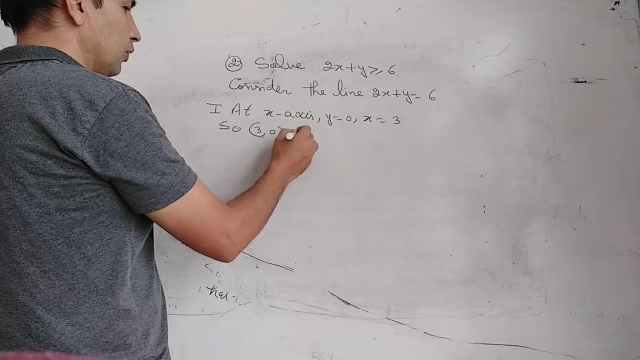 ② Solve 2x+y ≥ 6
Consider the line 2x+y = 6
I At x-axis, y=0, x=3
So (3,0)